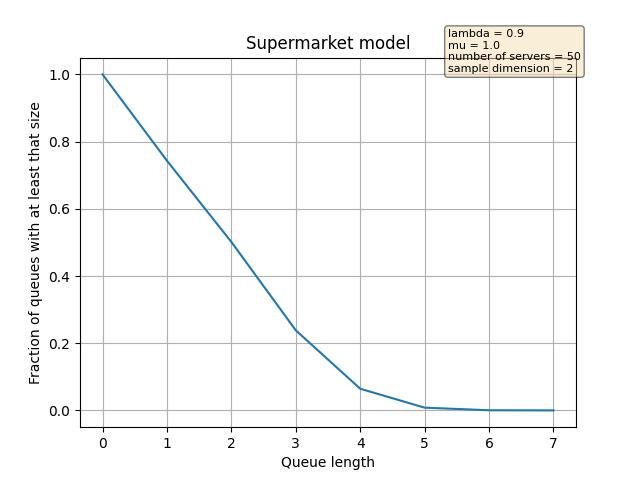 lambda = 0.9
mu = 1.0
number of servers = 50
sample dimension = 2
Supermarket model
1.0
0.8
0.6
0.4
0.2
0.0
Fraction of queues with at least that size
0 1 2 3 4 5 6 7
Queue length